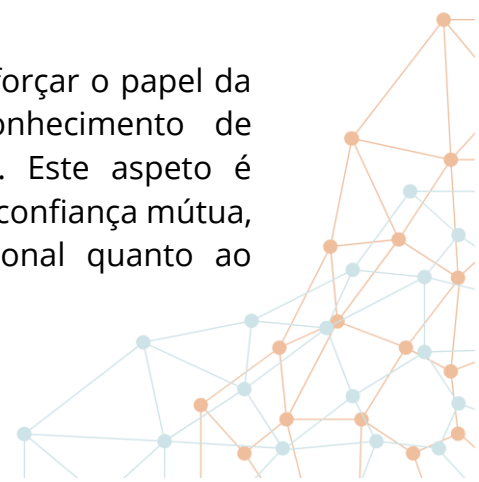 forçar o papel da
onhecimento de
. Este aspeto é
confiança mútua,
onal quanto ao